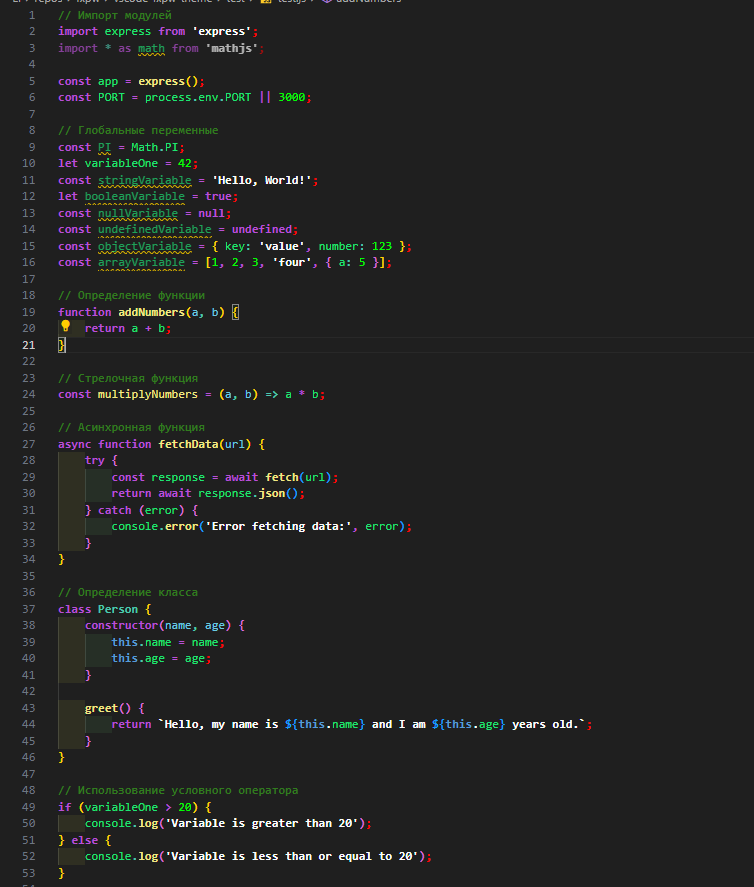 1 // Импорт модулей
2 import express from 'express';
3 import * as math from 'mathjs';
4
5 const app = express();
6 const PORT = process.env.PORT || 3000;
7
8 // Глобальные переменные
9 const PI = Math.PI;
10 let variableOne = 42;
11 const stringVariable = 'Hello, World!';
12 let booleanVariable = true;
13 const nullVariable = null;
14 const undefinedVariable = undefined;
15 const objectVariable = { key: 'value', number: 123 };
16 const arrayVariable = [1, 2, 3, 'four', { a: 5 }];
17
18 // Определение функции
19 function addNumbers(a, b) {
20     return a + b;
21 }
22
23 // Стрелочная функция
24 const multiplyNumbers = (a, b) => a * b;
25
26 // Асинхронная функция
27 async function fetchData(url) {
28     try {
29         const response = await fetch(url);
30         return await response.json();
31     } catch (error) {
32         console.error('Error fetching data:', error);
33     }
34 }
35
36 // Определение класса
37 class Person {
38     constructor(name, age) {
39         this.name = name;
40         this.age = age;
41     }
42
43     greet() {
44         return `Hello, my name is ${this.name} and I am ${this.age} years old.`;
45     }
46 }
47
48 // Использование условного оператора
49 if (variableOne > 20) {
50     console.log('Variable is greater than 20');
51 } else {
52     console.log('Variable is less than or equal to 20');
53 }